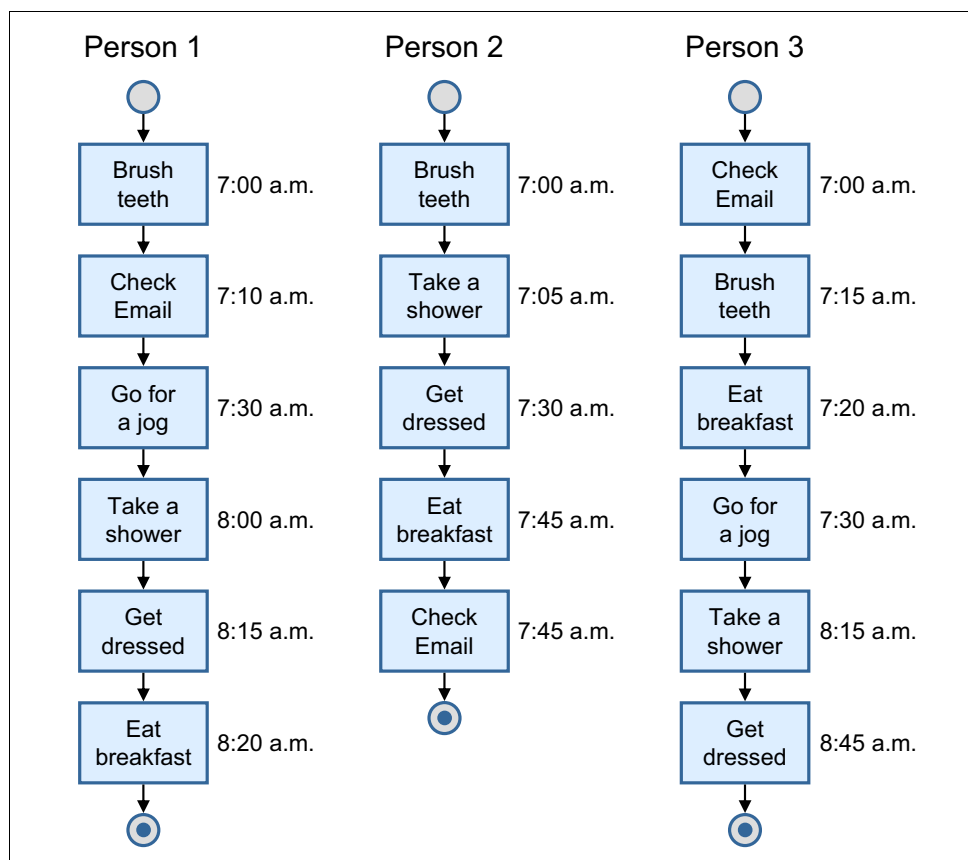 Person 1
Brush
teeth
7:00 a.m.
Check
Email
7:10 a.m.
Go for
a jog
7:30 a.m.
Take a
shower
8:00 a.m.
Get
dressed
8:15 a.m.
Eat
breakfast
8:20 a.m.
Person 2
Brush
teeth
7:00 a.m.
Take a
shower
7:05 a.m.
Get
dressed
7:30 a.m.
Eat
breakfast
7:45 a.m.
Check
Email
7:45 a.m.
Person 3
Check
Email
7:00 a.m.
Brush
teeth
7:15 a.m.
Eat
breakfast
7:20 a.m.
Go for
a jog
7:30 a.m.
Take a
shower
8:15 a.m.
Get
dressed
8:45 a.m.